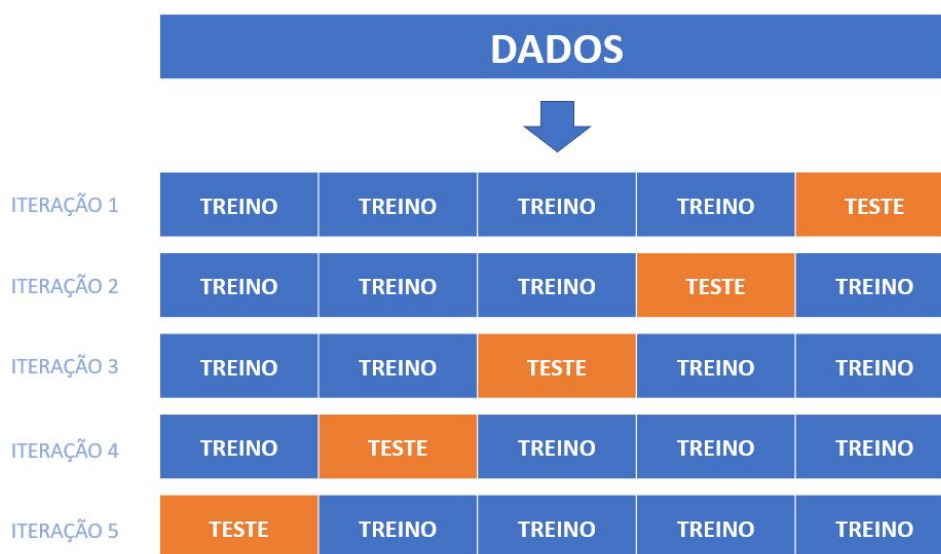 DADOS
ITERAÇÃO 1 TREINO TREINO TREINO TREINO TESTE
ITERAÇÃO 2 TREINO TREINO TREINO TESTE TREINO
ITERAÇÃO 3 TREINO TREINO TESTE TREINO TREINO
ITERAÇÃO 4 TREINO TESTE TREINO TREINO TREINO
ITERAÇÃO 5 TESTE TREINO TREINO TREINO TREINO